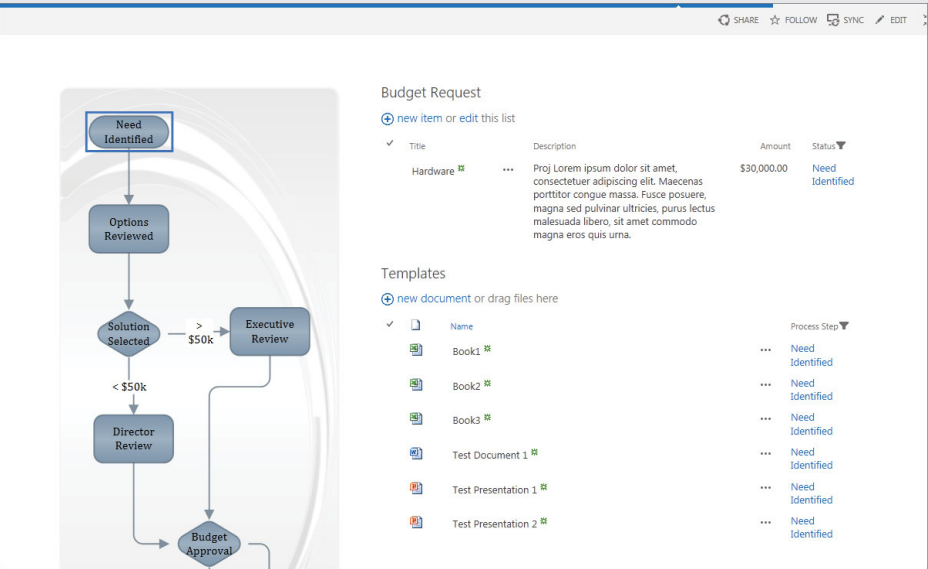 SHARE FOLLOW SYNC EDIT
Need
Identified
Options
Reviewed
Solution
Selected
>
$50k
Executive
Review
< $50k
Director
Review
Budget
Approval
Budget Request
new item or edit this list
Title Description Amount Status
Hardware ... Proj Lorem ipsum dolor sit amet, $30,000.00 Need
consectetuer adipiscing elit. Maecenas Identified
porttitor congue massa. Fusce posuere,
magna sed pulvinar ultricies, purus lectus
malesuada libero, sit amet commodo
magna eros quis urna.
Templates
new document or drag files here
Name Process Step
Book1 ... Need
Identified
Book2 ... Need
Identified
Book3 ... Need
Identified
Test Document 1 ... Need
Identified
Test Presentation 1 ... Need
Identified
Test Presentation 2 ... Need
Identified